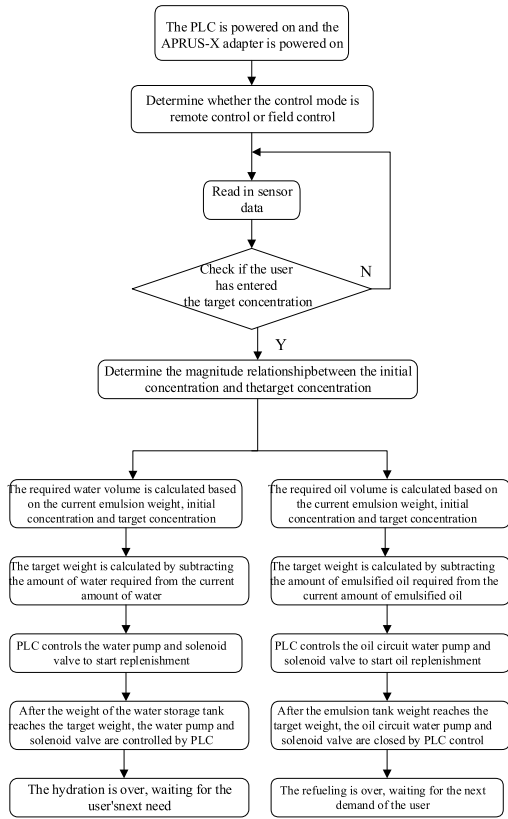 The PLC is powered on and the
APRUS-X adapter is powered on
Determine whether the control mode is
remote control or field control
Read in sensor
data
Check if the user
has entered
the target concentration
N
Y
Determine the magnitude relationshipbetween the initial
concentration and thetarget concentration
The required water volume is calculated based
on the current emulsion weight, initial
concentration and target concentration
The required oil volume is calculated based on
the current emulsion weight, initial
concentration and target concentration
The target weight is calculated by subtracting
the amount of water required from the current
amount of water
The target weight is calculated by subtracting
the amount of emulsified oil required from the
current amount of emulsified oil
PLC controls the water pump and solenoid
valve to start replenishment
PLC controls the oil circuit water pump and
solenoid valve to start oil replenishment
After the weight of the water storage tank
reaches the target weight, the water pump and
solenoid valve are controlled by PLC
After the emulsion tank weight reaches the
target weight, the oil circuit water pump and
solenoid valve are closed by PLC control
The hydration is over, waiting for the
user'snext need
The refueling is over, waiting for the next
demand of the user